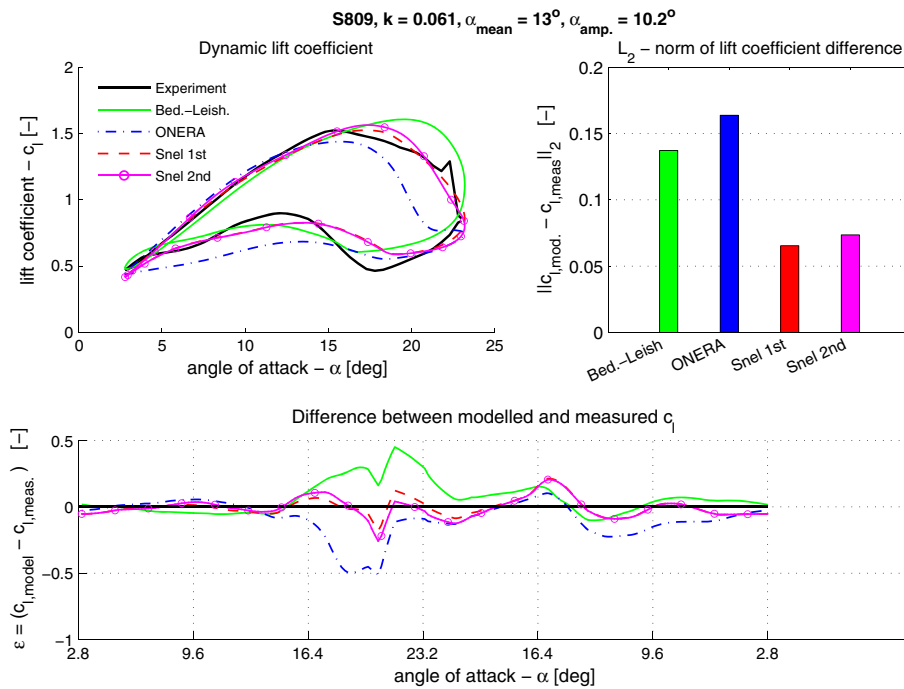 S809, k = 0.061, α_mean = 13°, α_amp. = 10.2°
Dynamic lift coefficient
lift coefficient − c_l [−]
2
1.5
1
0.5
0
Experiment
Bed.−Leish.
ONERA
Snel 1st
Snel 2nd
0 5 10 15 20 25
angle of attack − α [deg]
L_2 − norm of lift coefficient difference
||c_l,mod. − c_l,meas||_2 [−]
0.2
0.15
0.1
0.05
0
Bed.−Leish
ONERA
Snel 1st
Snel 2nd
Difference between modelled and measured c_l
ε = (c_l,model − c_l,meas.) [−]
0.5
0
−0.5
−1
2.8 9.6 16.4 23.2 16.4 9.6 2.8
angle of attack − α [deg]